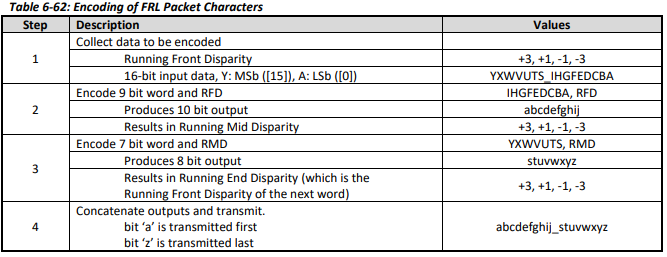 Table 6-62: Encoding of FRL Packet Characters
Step Description Values
1 Collect data to be encoded
Running Front Disparity +3, +1, -1, -3
16-bit input data, Y: MSb ([15]), A: LSb ([0]) YXWVUTS_IHGFEDCBA
2 Encode 9 bit word and RFD IHGFEDCBA, RFD
Produces 10 bit output abcdefghij
Results in Running Mid Disparity +3, +1, -1, -3
3 Encode 7 bit word and RMD YXWVUTS, RMD
Produces 8 bit output stuvwxyz
Results in Running End Disparity (which is the
Running Front Disparity of the next word) +3, +1, -1, -3
4 Concatenate outputs and transmit.
bit ‘a’ is transmitted first abcdefghij_stuvwxyz
bit ‘z’ is transmitted last